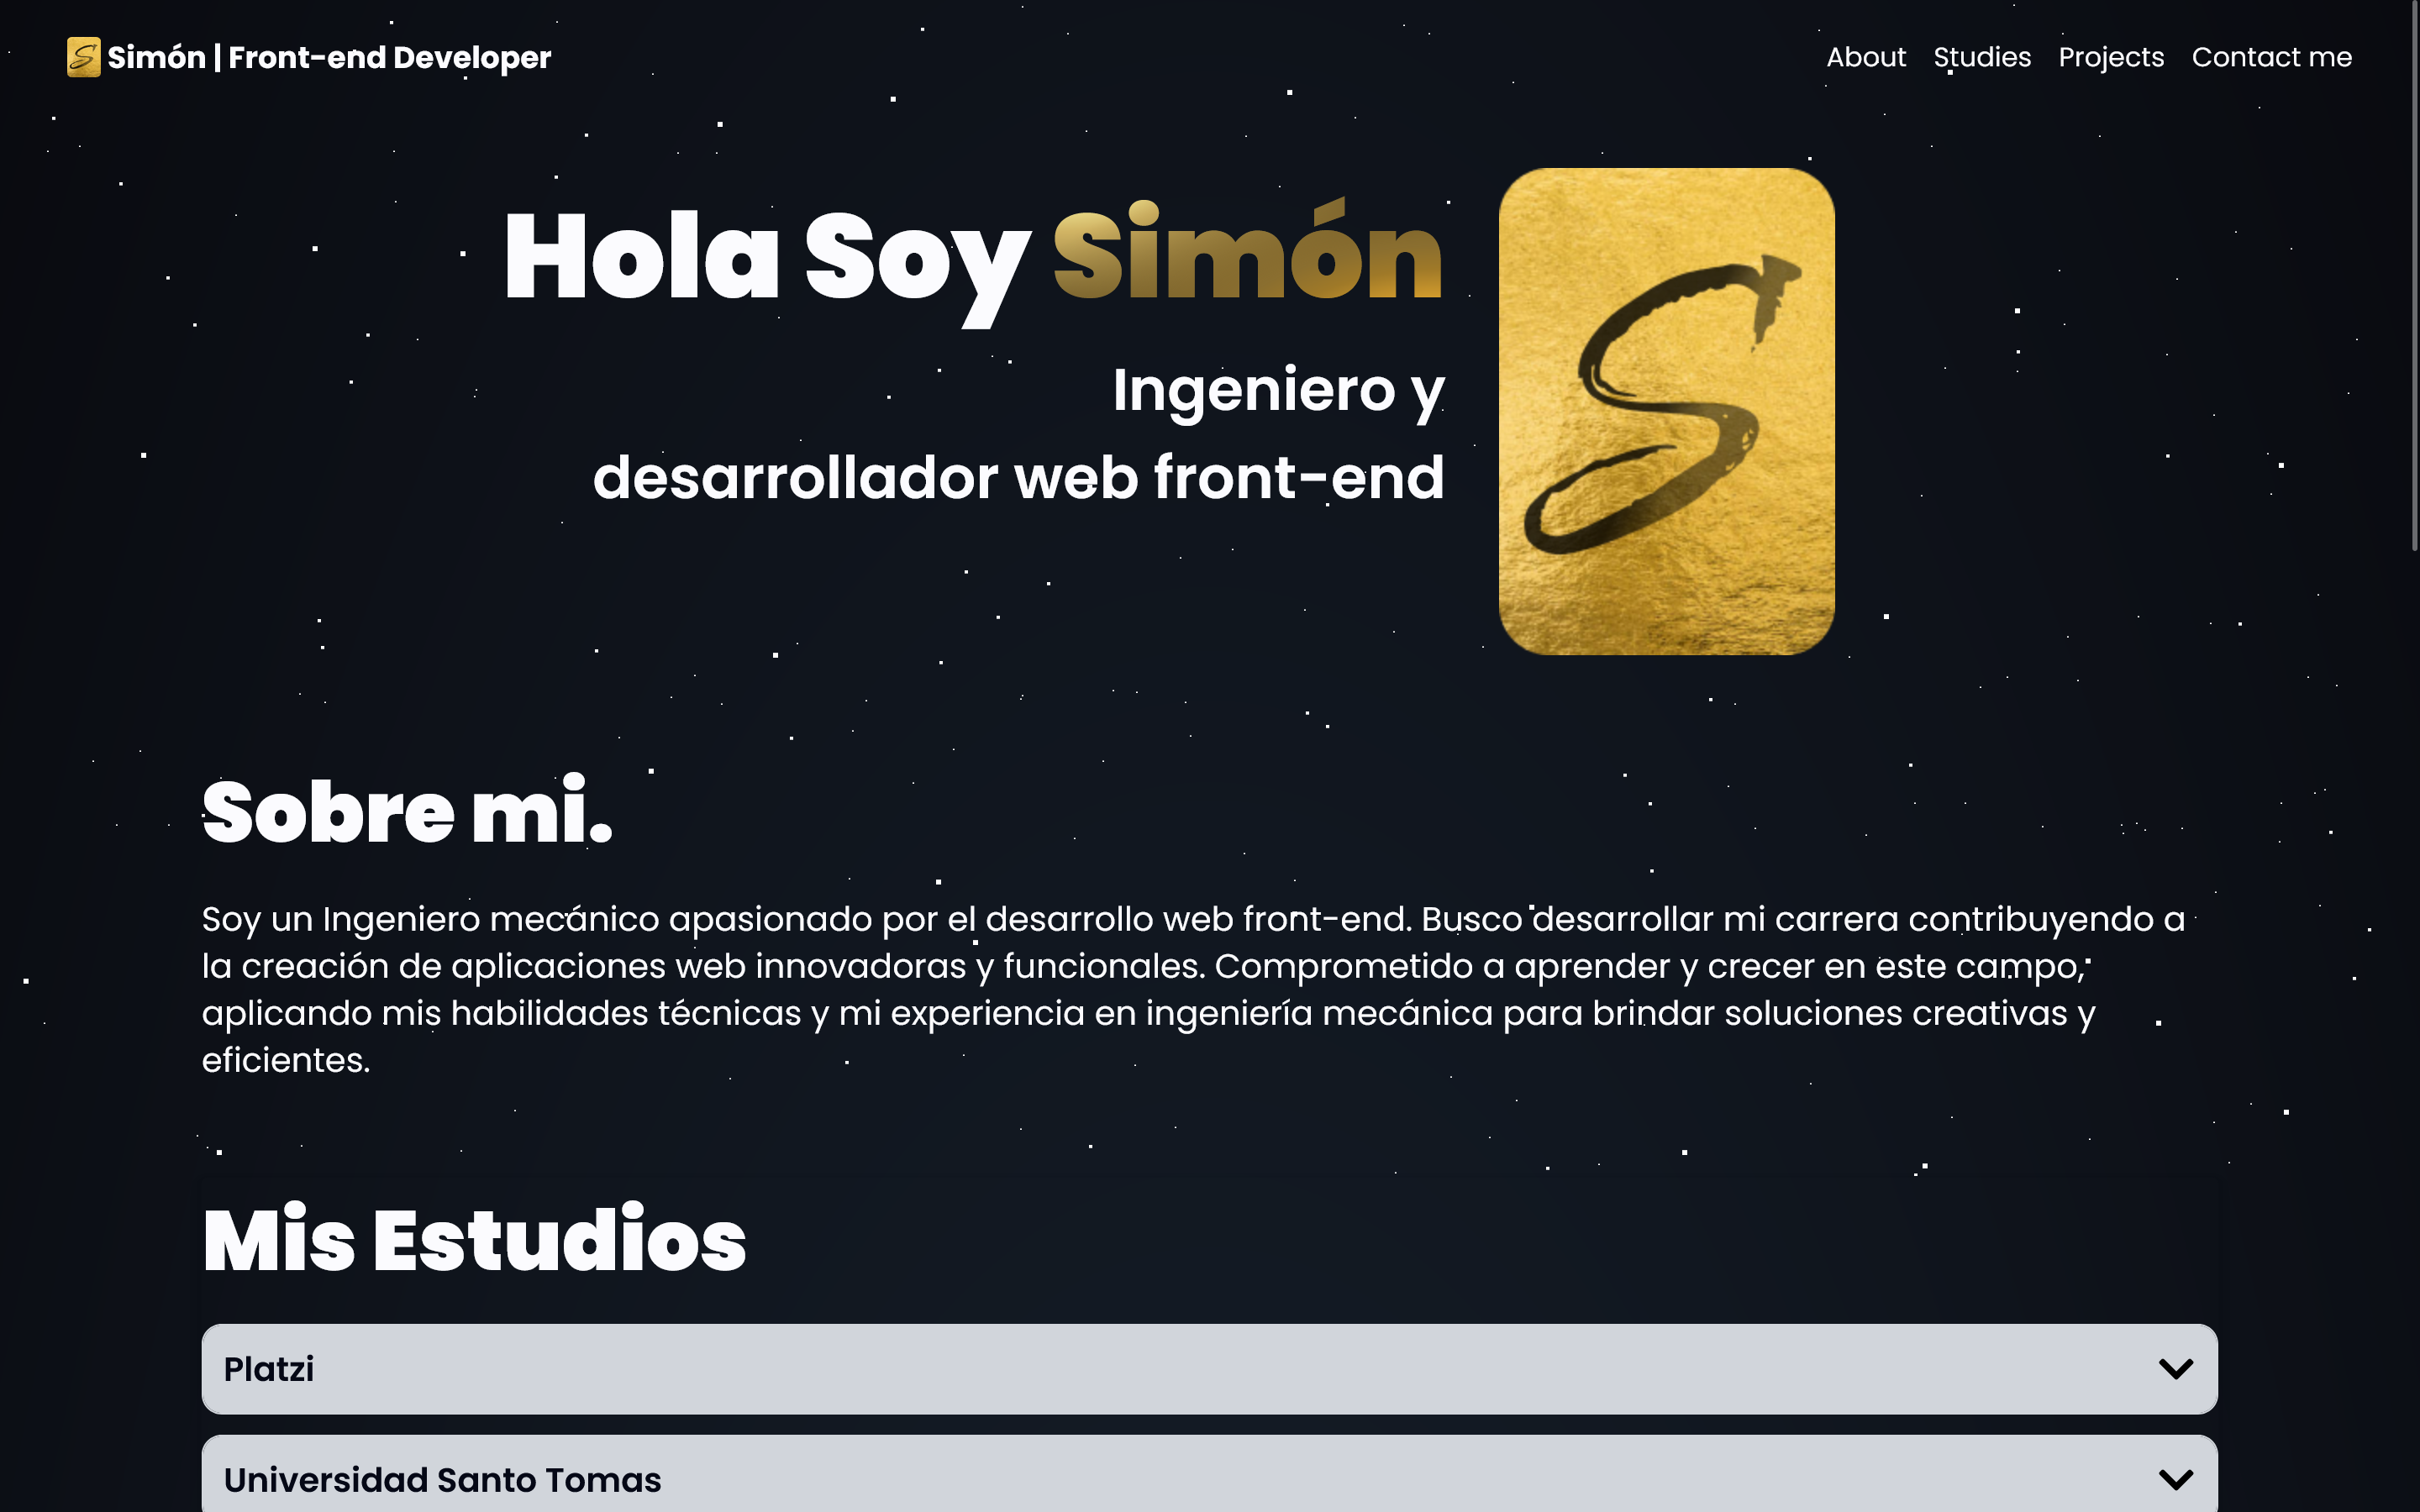 Simón | Front-end Developer
About Studies Projects Contact me
Hola Soy Simón
S
Ingeniero y
desarrollador web front-end
Sobre mi.
Soy un Ingeniero mecánico apasionado por el desarrollo web front-end. Busco desarrollar mi carrera contribuyendo a
la creación de aplicaciones web innovadoras y funcionales. Comprometido a aprender y crecer en este campo,
aplicando mis habilidades técnicas y mi experiencia en ingeniería mecánica para brindar soluciones creativas y
eficientes.
Mis Estudios
Platzi
Universidad Santo Tomas